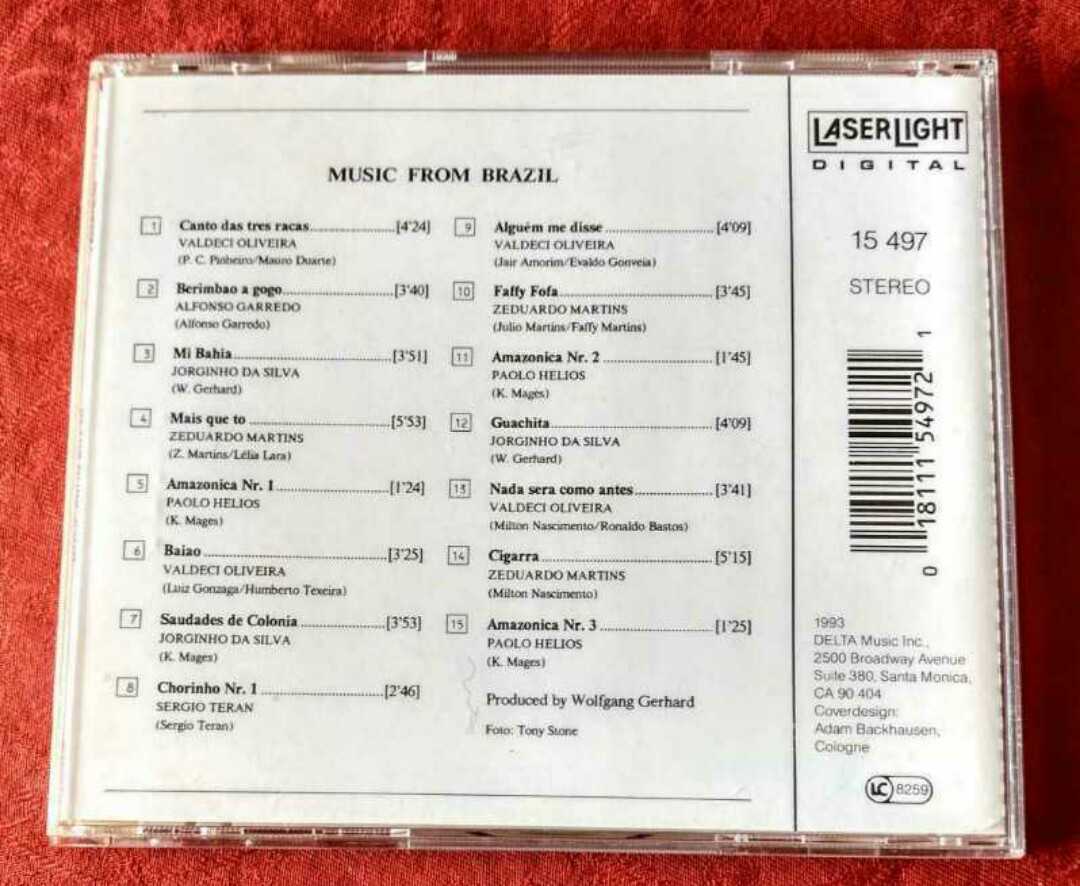 MUSIC FROM BRAZIL
1 Canto das tres racas [4'24]
VALDECI OLIVEIRA
(P. C. Pinheiro/Mauro Duarte)
2 Berimbao a gogo [3'40]
ALFONSO GARREDO
(Alfonso Garredo)
3 Mi Bahia [3'51]
JORGINHO DA SILVA
(W. Gerhard)
4 Mais que to [5'53]
ZEDUARDO MARTINS
(Z. Martins/Lélia Lara)
5 Amazonica Nr. 1 [1'24]
PAOLO HELIOS
(K. Mages)
6 Baiao [3'25]
VALDECI OLIVEIRA
(Luiz Gonzaga/Humberto Texeira)
7 Saudades de Colonia [3'53]
JORGINHO DA SILVA
(K. Mages)
8 Chorinho Nr. 1 [2'46]
SERGIO TERAN
(Sergio Teran)
9 Alguém me disse [4'09]
VALDECI OLIVEIRA
(Jair Amorim/Evaldo Gonveia)
10 Faffy Fofa [3'45]
ZEDUARDO MARTINS
(Julio Martins/Faffy Martins)
11 Amazonica Nr. 2 [1'45]
PAOLO HELIOS
(K. Mages)
12 Guachita [4'09]
JORGINHO DA SILVA
(W. Gerhard)
13 Nada sera como antes [3'41]
VALDECI OLIVEIRA
(Milton Nascimento/Ronaldo Bastos)
14 Cigarra [5'15]
ZEDUARDO MARTINS
(Milton Nascimento)
15 Amazonica Nr. 3 [1'25]
PAOLO HELIOS
(K. Mages)
Produced by Wolfgang Gerhard
Foto: Tony Stone
LASERLIGHT
DIGITAL
15 497
STEREO
0 18111 54972 1
1993
DELTA Music Inc.,
2500 Broadway Avenue
Suite 380, Santa Monica,
CA 90 404
Coverdesign:
Adam Backhausen,
Cologne
LC 8259